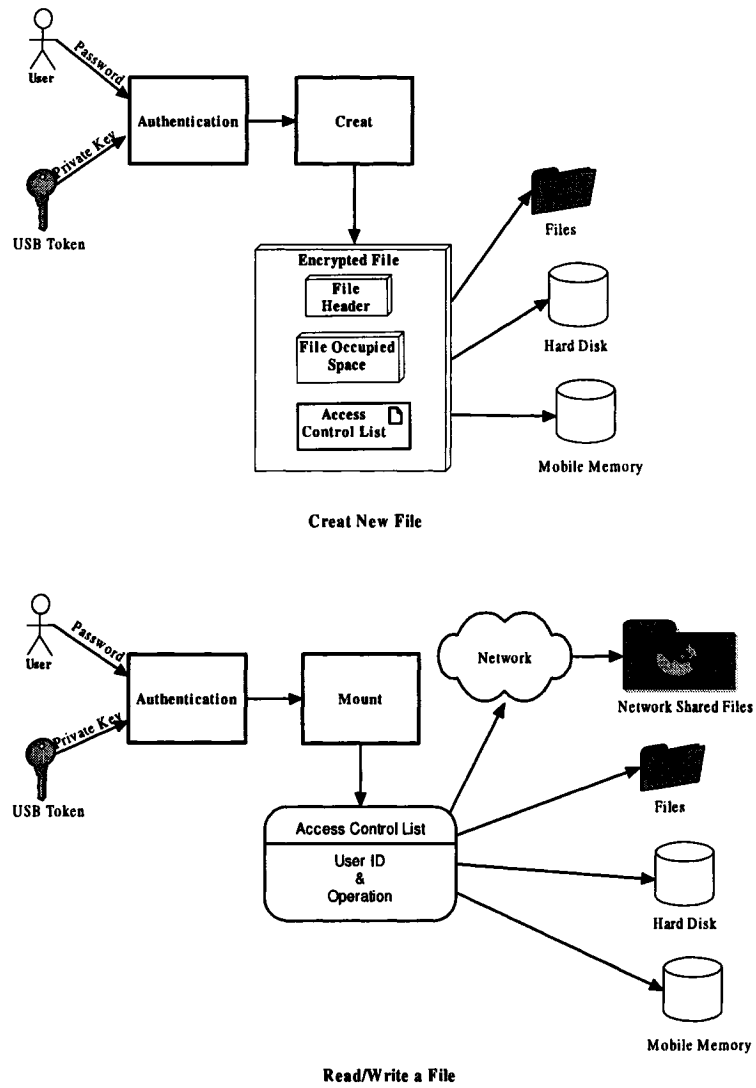 Password
User
Authentication
Creat
Private Key
USB Token
Files
Encrypted File
File
Header
File Occupied
Space
Access
Control List
Hard Disk
Mobile Memory
Creat New File
Password
User
Authentication
Mount
Network
Network Shared Files
Private Key
USB Token
Access Control List
User ID
&
Operation
Files
Hard Disk
Mobile Memory
Read/Write a File